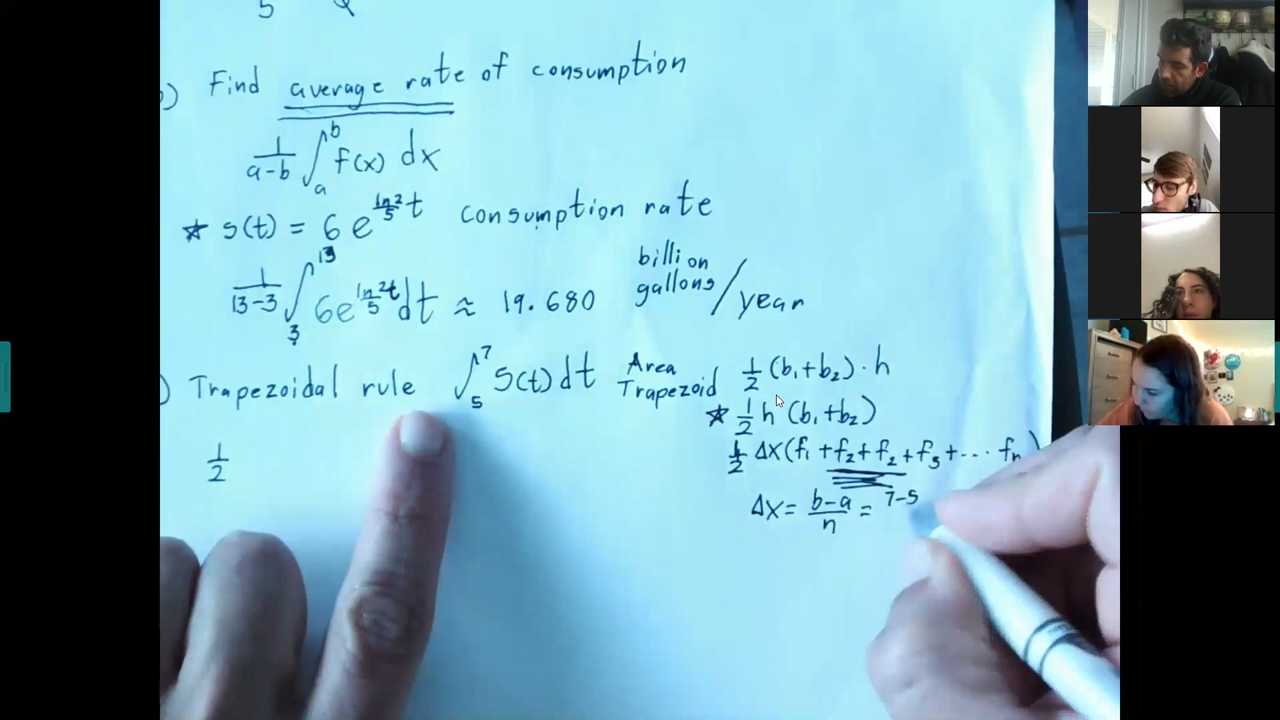 5
) Find average rate of consumption
1/(a-b) ∫_a^b f(x) dx
★ s(t) = 6 e^((ln2/5)t) consumption rate
1/(13-3) ∫_3^13 6e^((ln2/5)t) dt ≈ 19.680 billion gallons/year
) Trapezoidal rule ∫_5^7 S(t) dt Area Trapezoid 1/2 (b₁+b₂)·h
★ 1/2 h (b₁+b₂)
1/2 1/2 Δx(f₁+f₂+f₂+f₃+...fₙ)
Δx = (b-a)/n = 7-5